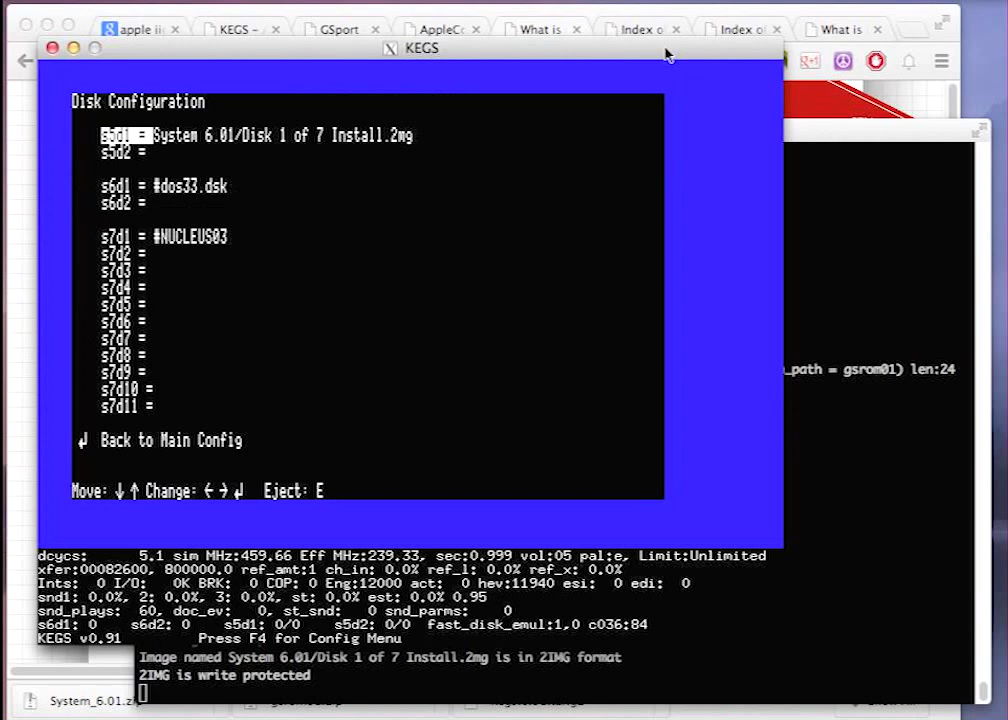 apple ii
KEGS –
GSport
AppleC
What is
Index o
Index o
What is
X KEGS
g+1
Disk Configuration
s5d1 = System 6.01/Disk 1 of 7 Install.2mg
s5d2 =
s6d1 = #dos33.dsk
s6d2 =
s7d1 = #NUCLEUS03
s7d2 =
s7d3 =
s7d4 =
s7d5 =
s7d6 =
s7d7 =
s7d8 =
s7d9 =
s7d10 =
s7d11 =
_path = gsrom01) len:24
↲ Back to Main Config
Move: ↓ ↑ Change: ← → ↲ Eject: E
dcycs: 5.1 sim MHz:459.66 Eff MHz:239.33, sec:0.999 vol:05 pal:e, Limit:Unlimited
xfer:00082600, 800000.0 ref_amt:1 ch_in: 0.0% ref_l: 0.0% ref_x: 0.0%
Ints: 0 I/O: 0K BRK: 0 COP: 0 Eng:12000 act: 0 hev:11940 esi: 0 edi: 0
snd1: 0.0%, 2: 0.0%, 3: 0.0%, st: 0.0% est: 0.0% 0.95
snd_plays: 60, doc_ev: 0, st_snd: 0 snd_parms: 0
s6d1: 0 s6d2: 0 s5d1: 0/0 s5d2: 0/0 fast_disk_emul:1,0 c036:84
KEGS v0.91 Press F4 for Config Menu
Image named System 6.01/Disk 1 of 7 Install.2mg is in 2IMG format
2IMG is write protected
System_6.01.zi